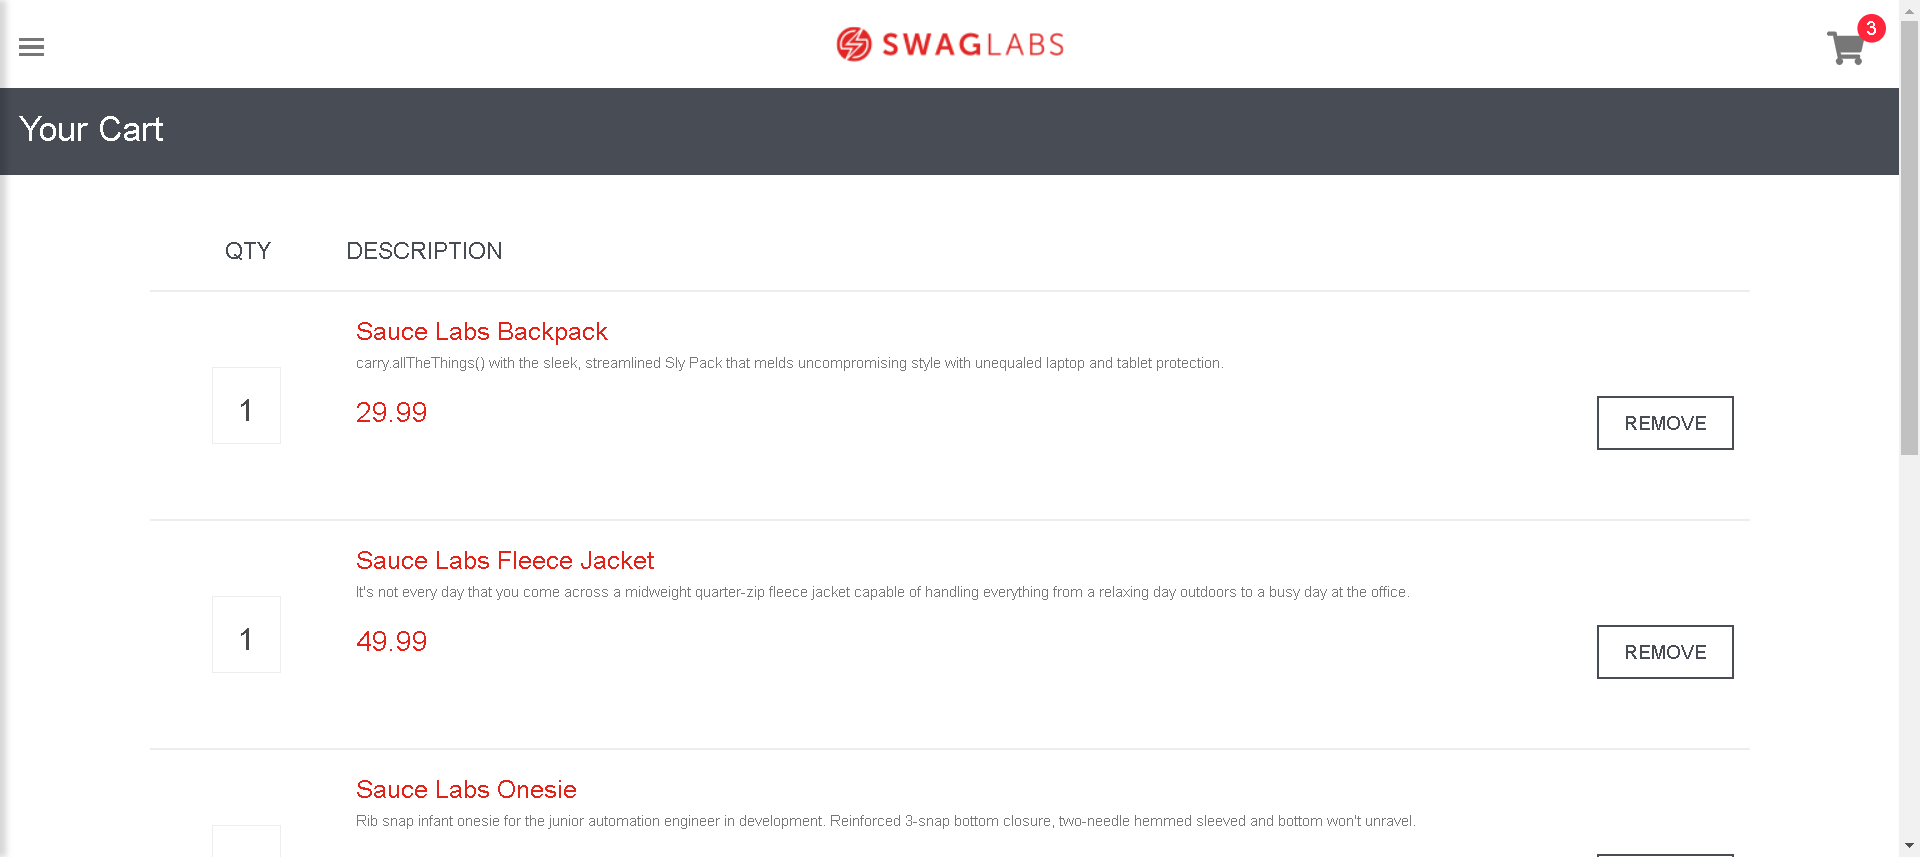 SWAGLABS
3
Your Cart
QTY DESCRIPTION
Sauce Labs Backpack
carry.allTheThings() with the sleek, streamlined Sly Pack that melds uncompromising style with unequaled laptop and tablet protection.
1
29.99
REMOVE
Sauce Labs Fleece Jacket
It's not every day that you come across a midweight quarter-zip fleece jacket capable of handling everything from a relaxing day outdoors to a busy day at the office.
1
49.99
REMOVE
Sauce Labs Onesie
Rib snap infant onesie for the junior automation engineer in development. Reinforced 3-snap bottom closure, two-needle hemmed sleeved and bottom won't unravel.